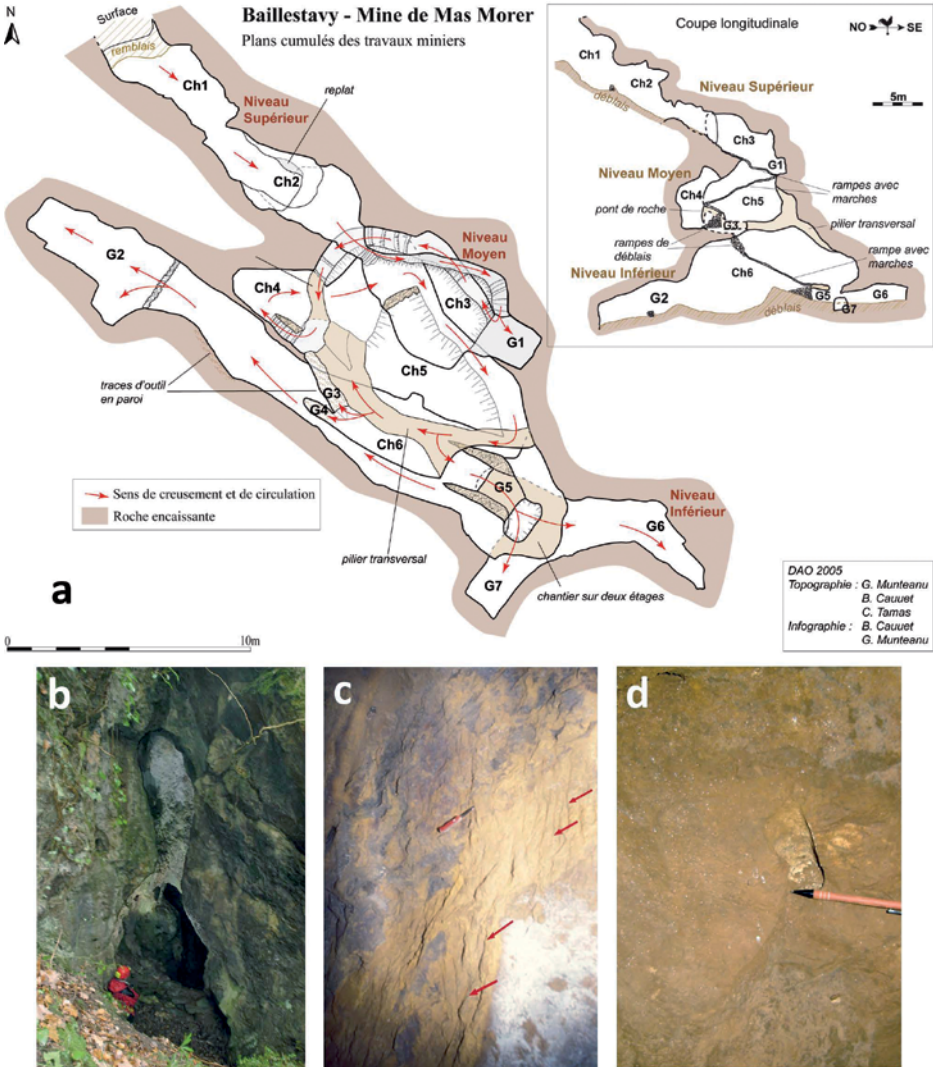 Baillestavy - Mine de Mas Morer
Plans cumulés des travaux miniers
N
Surface
remblais
Ch1
Niveau
Supérieur
replat
Ch2
Niveau
Moyen
G2
Ch4
Ch3
G1
Ch5
traces d'outil
en paroi
G3
G4
Ch6
G5
Niveau
Inférieur
G6
G7
pilier transversal
chantier sur deux étages
Sens de creusement et de circulation
Roche encaissante
Coupe longitudinale
NO
SE
5m
Ch1
Ch2
Niveau Supérieur
déblais
Ch3
G1
Niveau Moyen
Ch4
Ch5
rampes avec
marches
pont de roche
G3
pilier transversal
rampes de
déblais
rampe avec
marches
Niveau Inférieur
Ch6
G2
G5
G6
G7
déblais
DAO 2005
Topographie : G. Munteanu
B. Cauuet
C. Tamas
Infographie : B. Cauuet
G. Munteanu
a
0
10m
b
c
d